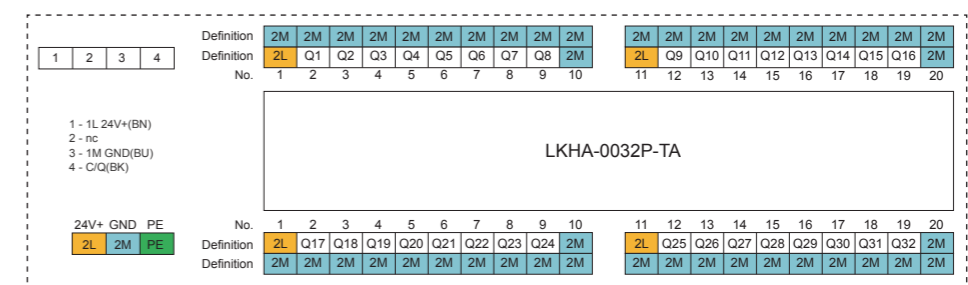 Definition 2M 2M 2M 2M 2M 2M 2M 2M 2M 2M 2M 2M 2M 2M 2M 2M 2M 2M 2M 2M
1 2 3 4 Definition 2L Q1 Q2 Q3 Q4 Q5 Q6 Q7 Q8 2M 2L Q9 Q10 Q11 Q12 Q13 Q14 Q15 Q16 2M
No. 1 2 3 4 5 6 7 8 9 10 11 12 13 14 15 16 17 18 19 20
1 - 1L 24V+(BN)
2 - nc
3 - 1M GND(BU)
4 - C/Q(BK)
LKHA-0032P-TA
24V+ GND PE No. 1 2 3 4 5 6 7 8 9 10 11 12 13 14 15 16 17 18 19 20
2L 2M PE Definition 2L Q17 Q18 Q19 Q20 Q21 Q22 Q23 Q24 2M 2L Q25 Q26 Q27 Q28 Q29 Q30 Q31 Q32 2M
Definition 2M 2M 2M 2M 2M 2M 2M 2M 2M 2M 2M 2M 2M 2M 2M 2M 2M 2M 2M 2M